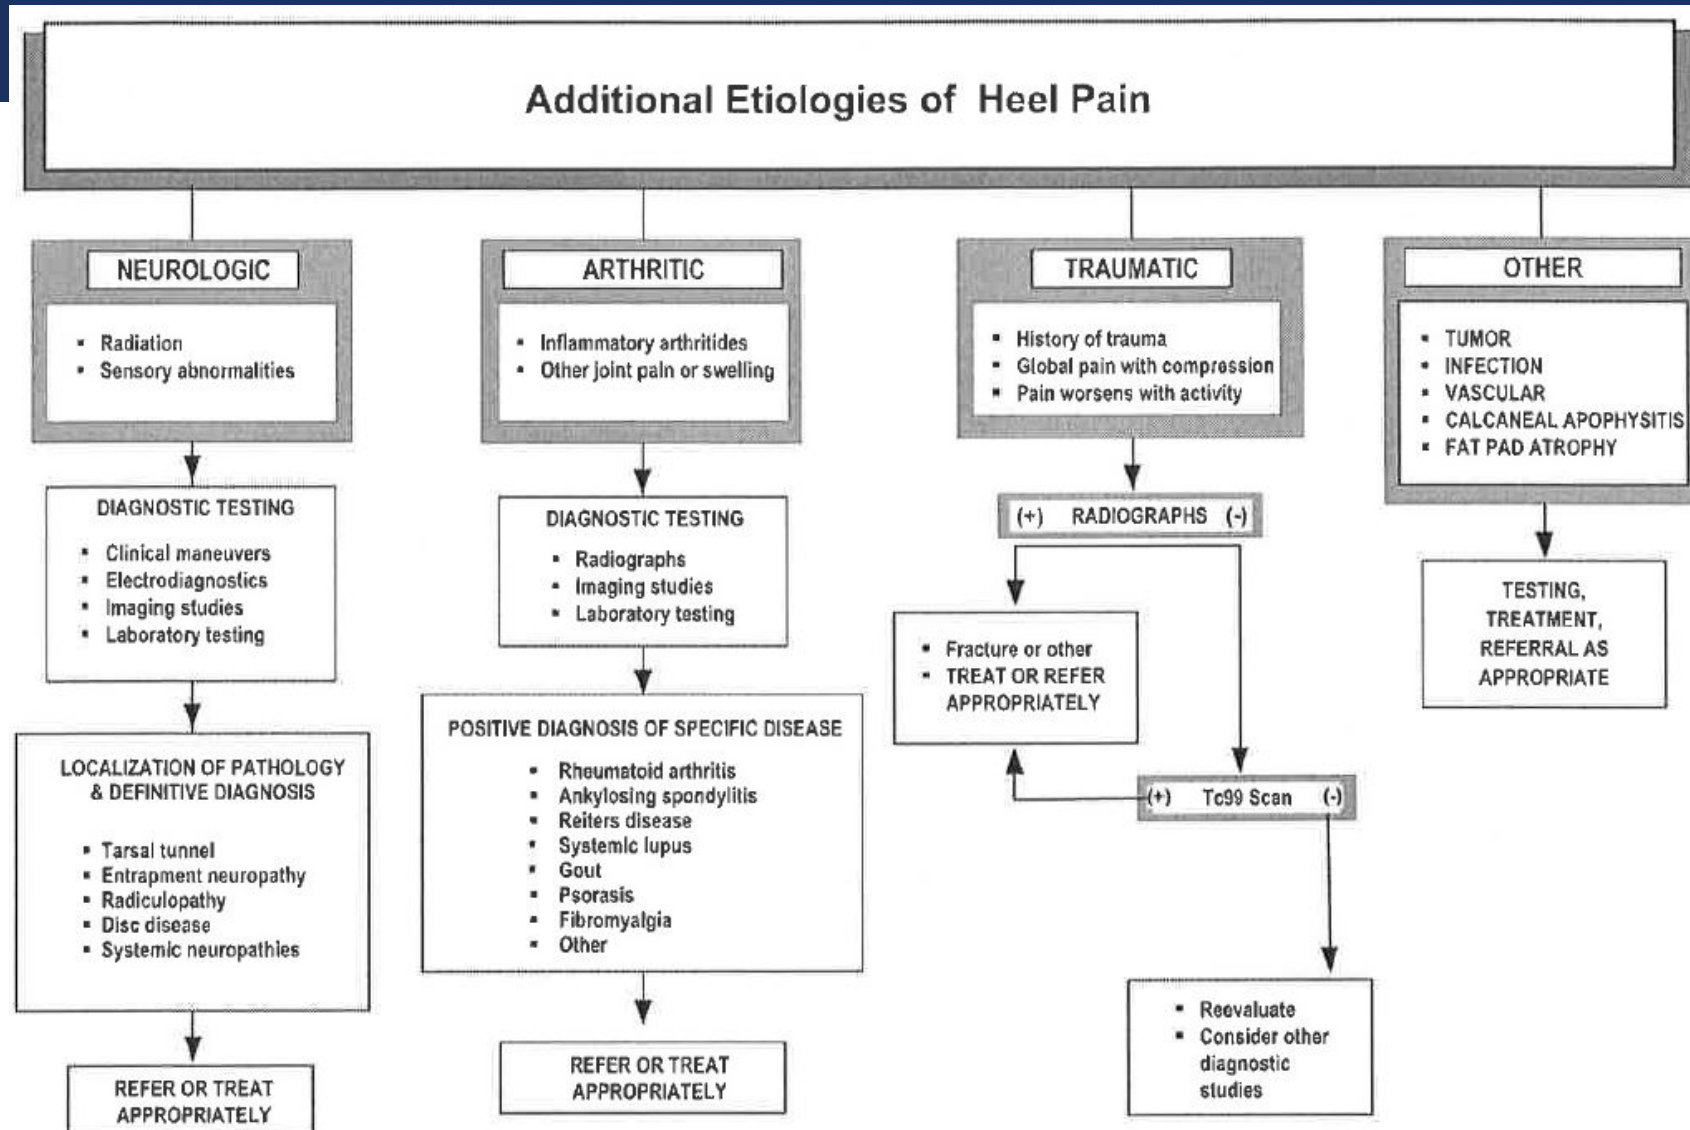 Additional Etiologies of Heel Pain
NEUROLOGIC
▪ Radiation
▪ Sensory abnormalities
DIAGNOSTIC TESTING
▪ Clinical maneuvers
▪ Electrodiagnostics
▪ Imaging studies
▪ Laboratory testing
LOCALIZATION OF PATHOLOGY
& DEFINITIVE DIAGNOSIS
▪ Tarsal tunnel
▪ Entrapment neuropathy
▪ Radiculopathy
▪ Disc disease
▪ Systemic neuropathies
REFER OR TREAT
APPROPRIATELY
ARTHRITIC
▪ Inflammatory arthritides
▪ Other joint pain or swelling
DIAGNOSTIC TESTING
▪ Radiographs
▪ Imaging studies
▪ Laboratory testing
POSITIVE DIAGNOSIS OF SPECIFIC DISEASE
▪ Rheumatoid arthritis
▪ Ankylosing spondylitis
▪ Reiters disease
▪ Systemic lupus
▪ Gout
▪ Psorasis
▪ Fibromyalgia
▪ Other
REFER OR TREAT
APPROPRIATELY
TRAUMATIC
▪ History of trauma
▪ Global pain with compression
▪ Pain worsens with activity
(+) RADIOGRAPHS (-)
▪ Fracture or other
▪ TREAT OR REFER
APPROPRIATELY
(+) Tc99 Scan (-)
▪ Reevaluate
▪ Consider other
diagnostic
studies
OTHER
▪ TUMOR
▪ INFECTION
▪ VASCULAR
▪ CALCANEAL APOPHYSITIS
▪ FAT PAD ATROPHY
TESTING,
TREATMENT,
REFERRAL AS
APPROPRIATE